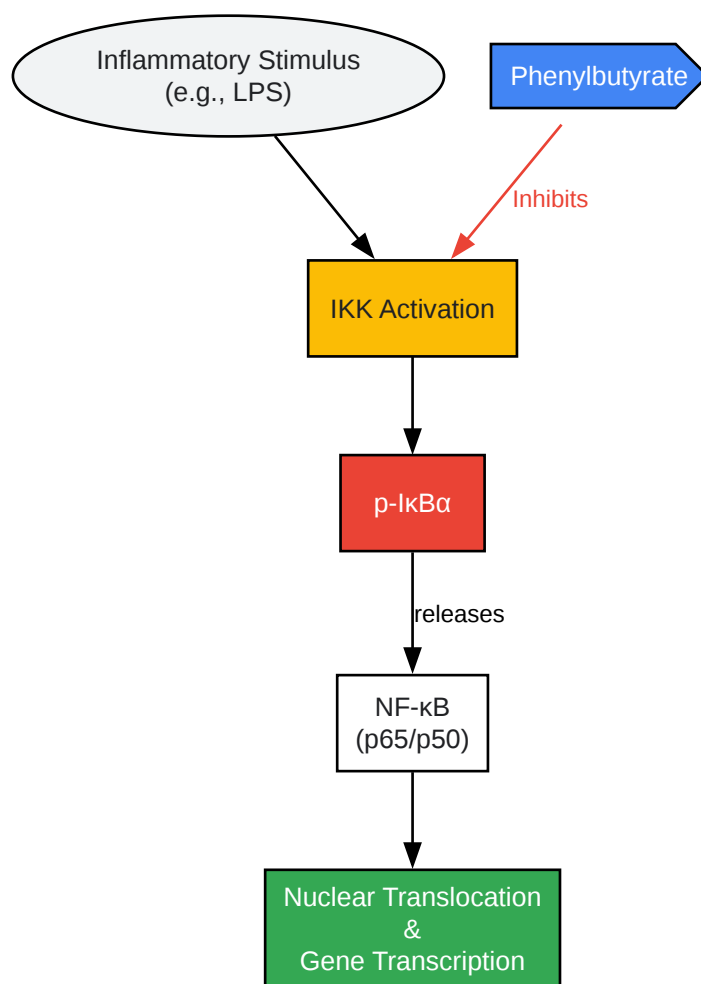 Inflammatory Stimulus
(e.g., LPS)
Phenylbutyrate
Inhibits
IKK Activation
p-IκBα
releases
NF-κB
(p65/p50)
Nuclear Translocation
&
Gene Transcription